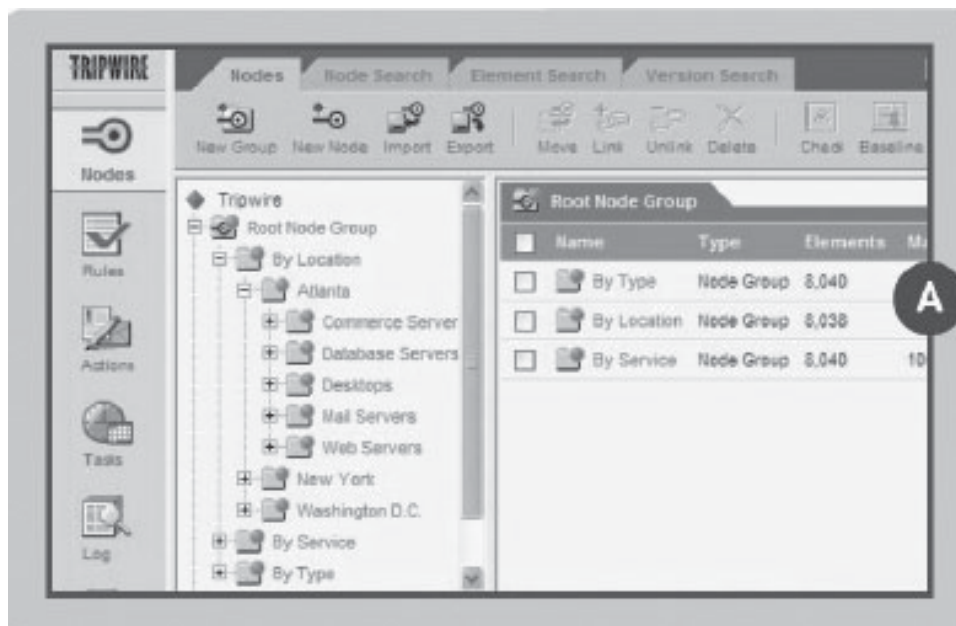 TRIPWIRE
Nodes Node Search Element Search Version Search
New Group New Node Import Export Move Link Unlink Delete Check Baseline
Nodes
Rules
Actions
Tasks
Log
Tripwire
Root Node Group
By Location
Atlanta
Commerce Server
Database Servers
Desktops
Mail Servers
Web Servers
New York
Washington D.C.
By Service
By Type
Root Node Group
Name Type Elements Ma
By Type Node Group 8,040
By Location Node Group 8,038
By Service Node Group 8,040 10
A